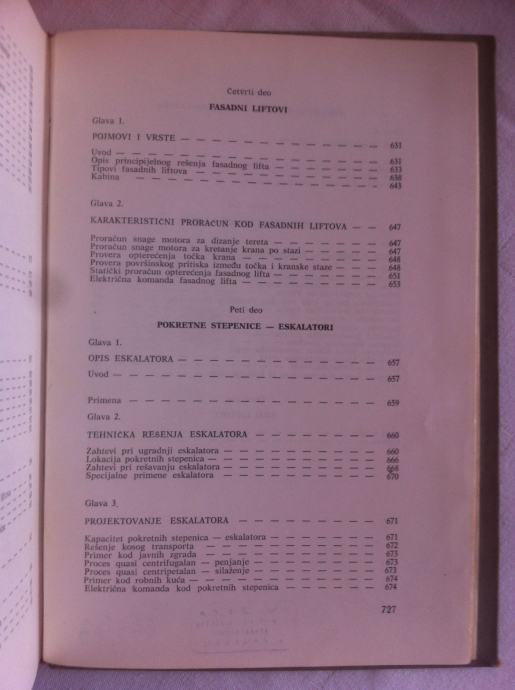 Četvrti deo
FASADNI LIFTOVI
Glava 1.
POJMOVI I VRSTE — — — — — — — — — — 631
Uvod — — — — — — — — — — — — 631
Opis principijelnog rešenja fasadnog lifta — — — — — 633
Tipovi fasadnih liftova — — — — — — — — — 638
Kabina — — — — — — — — — — — — 643
Glava 2.
KARAKTERISTIČNI PRORAČUN KOD FASADNIH LIFTOVA — — 647
Proračun snage motora za dizanje tereta — — — — — 647
Proračun snage motora za kretanje krana po stazi — — — — 647
Provera opterećenja točka krana — — — — — — — 648
Provera površinskog pritiska između točka i kranske staze — — — 648
Statički proračun opterećenja fasadnog lifta — — — — — 651
Električna komanda fasadnog lifta — — — — — — — 653
Peti deo
POKRETNE STEPENICE — ESKALATORI
Glava 1.
OPIS ESKALATORA — — — — — — — — — — 657
Uvod — — — — — — — — — — — — 657
Primena — — — — — — — — — — — — 659
Glava 2.
TEHNIČKA REŠENJA ESKALATORA — — — — — — — 660
Zahtevi pri ugradnji eskalatora — — — — — — — — 660
Lokacija pokretnih stepenica — — — — — — — — — 666
Zahtevi pri rešavanju eskalatora — — — — — — — — 668
Specijalne primene eskalatora — — — — — — — — 670
Glava 3.
PROJEKTOVANJE ESKALATORA — — — — — — — — 671
Kapacitet pokretnih stepenica — eskalatora — — — — — 671
Rešenje kosog transporta — — — — — — — — — 672
Primer kod javnih zgrada — — — — — — — — — 673
Proces quasi centrifugalan — penjanje — — — — — — 673
Proces quasi centripetalan — silaženje — — — — — — 673
Primer kod robnih kuća — — — — — — — — — 674
Električna komanda kod pokretnih stepenica — — — — — 674
727